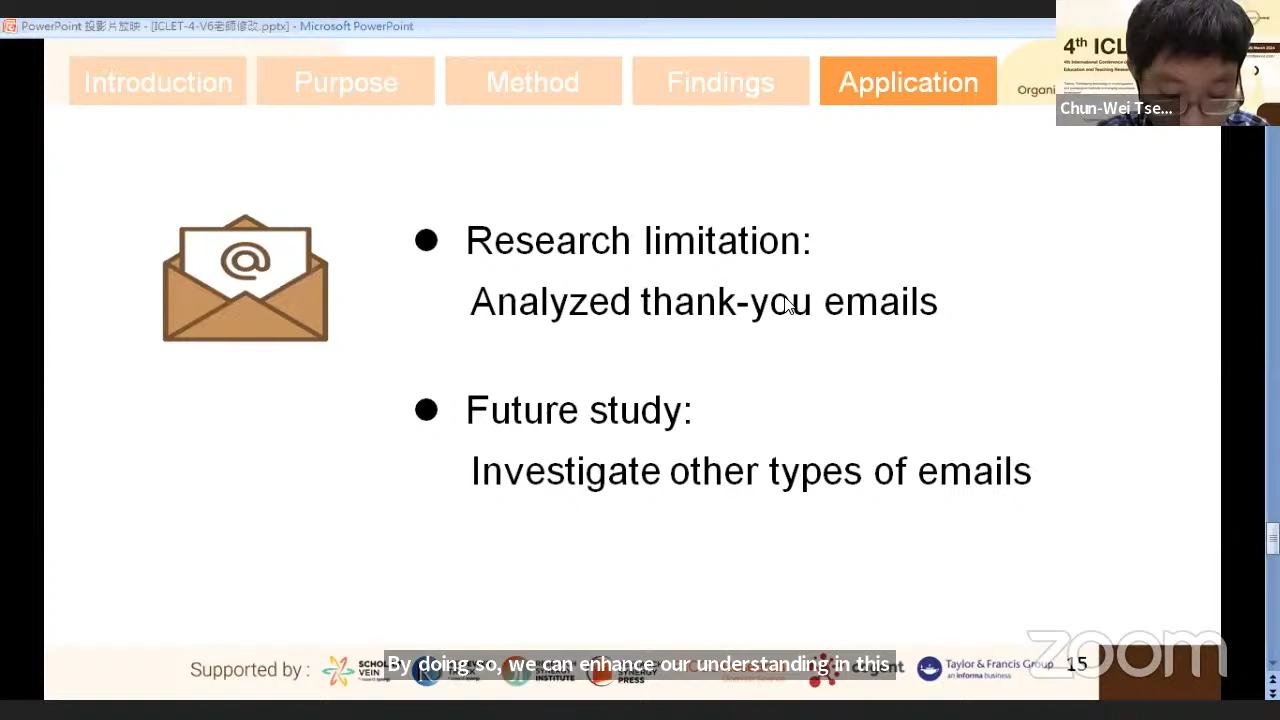 PowerPoint 投影片放映 - [ICLET-4-V6老師修改.pptx] - Microsoft PowerPoint
Introduction
Purpose
Method
Findings
Application
4th ICL
Chun-Wei Tse...
@
● Research limitation:
Analyzed thank-you emails
● Future study:
Investigate other types of emails
Supported by :
By doing so, we can enhance our understanding in this
Taylor & Francis Group
an informa business
15
zoom